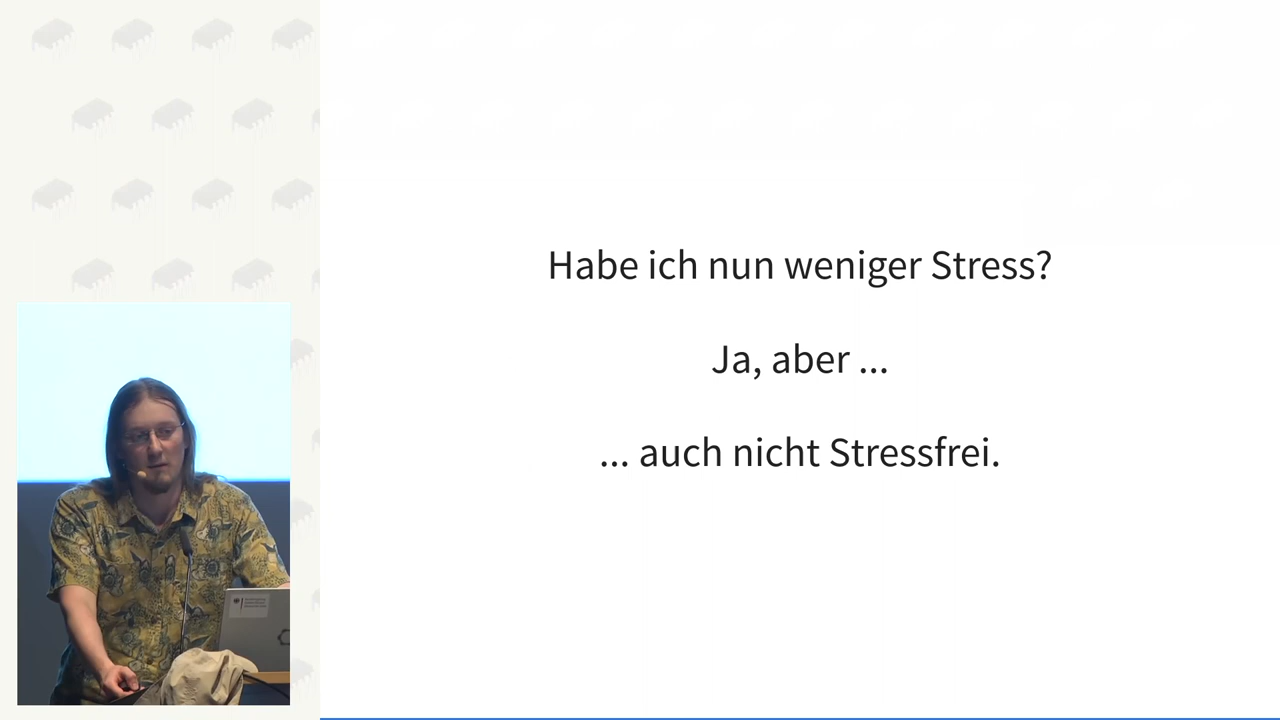 Habe ich nun weniger Stress?
Ja, aber ...
... auch nicht Stressfrei.